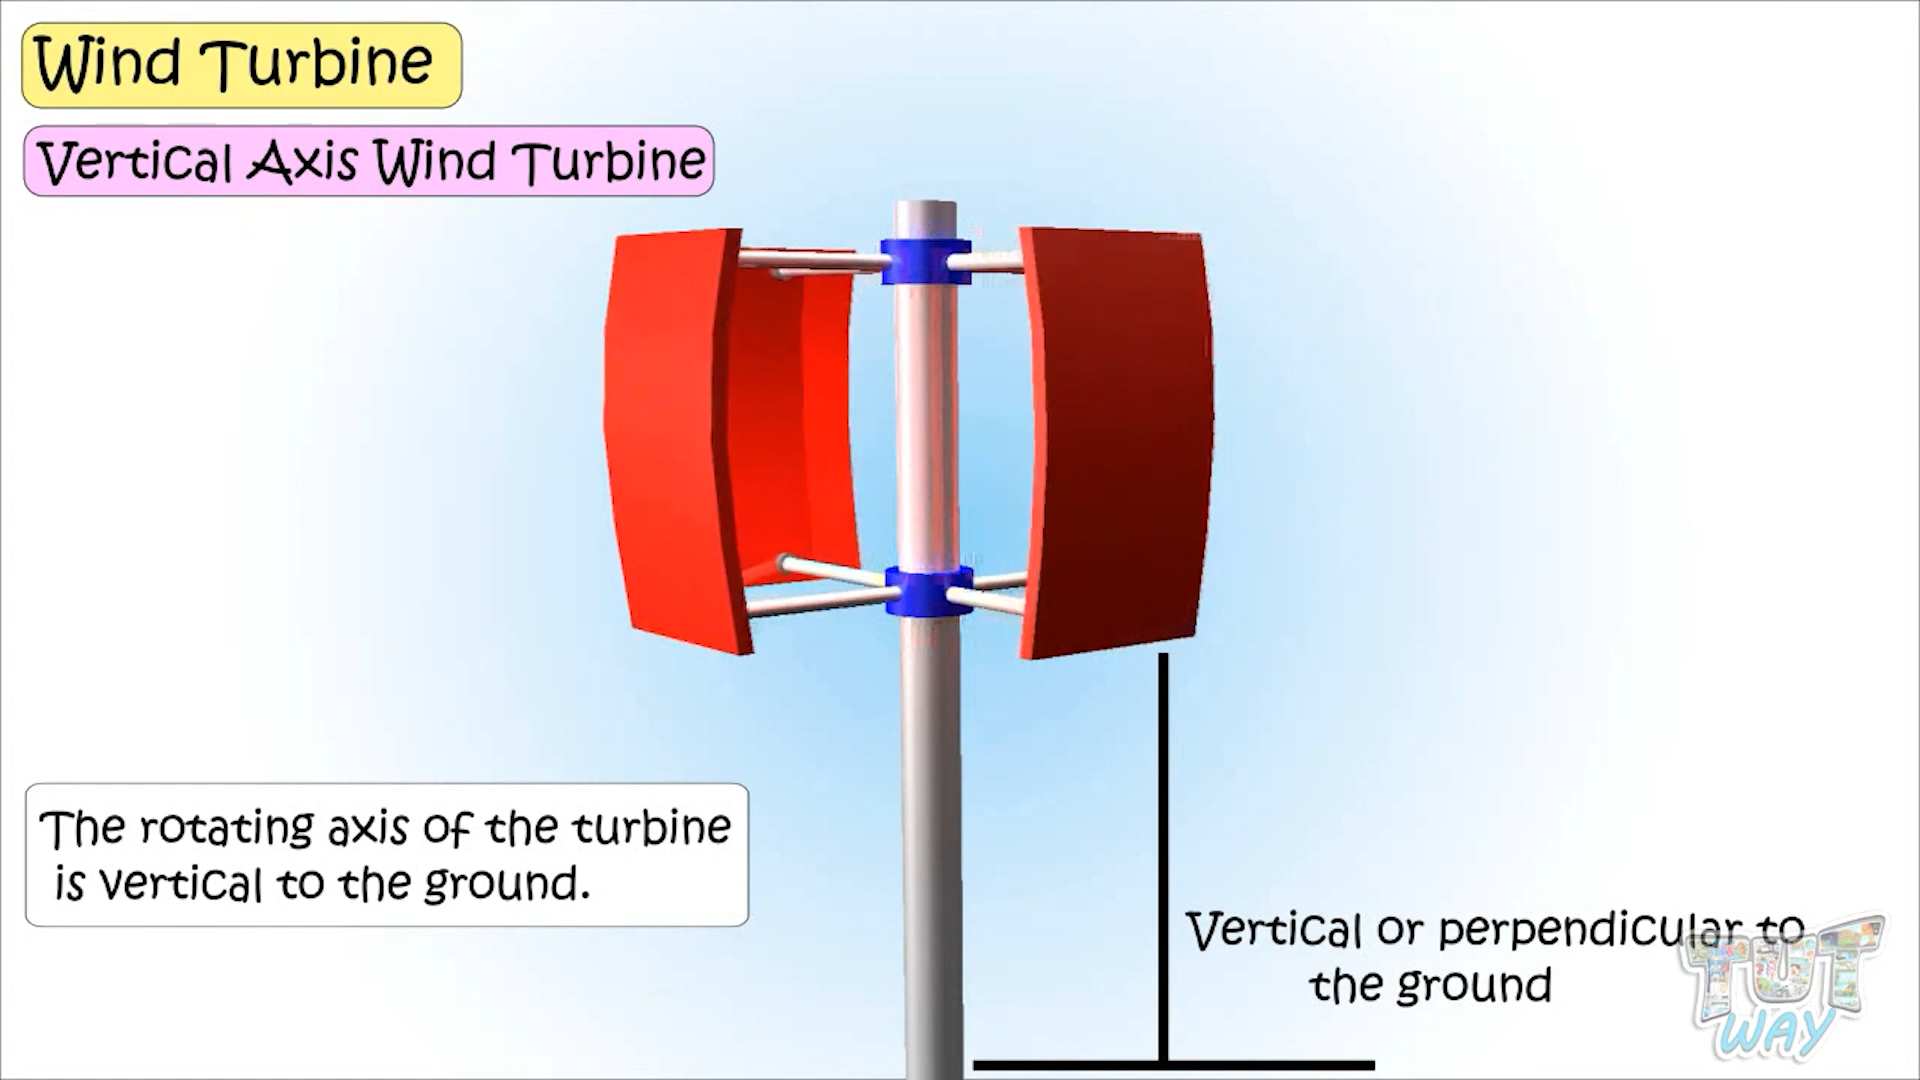 Wind Turbine
Vertical Axis Wind Turbine
The rotating axis of the turbine
is vertical to the ground.
Vertical or perpendicular to
the ground
TUT
WAY